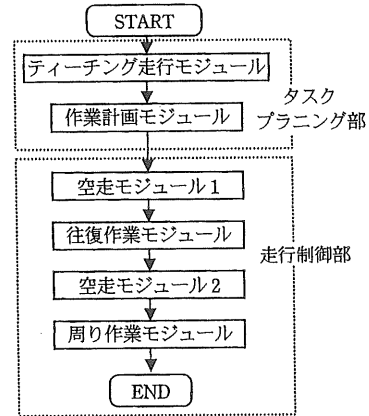 START
ティーチング走行モジュール
作業計画モジュール
タスク
プラニング部
空走モジュール1
往復作業モジュール
空走モジュール2
周り作業モジュール
走行制御部
END